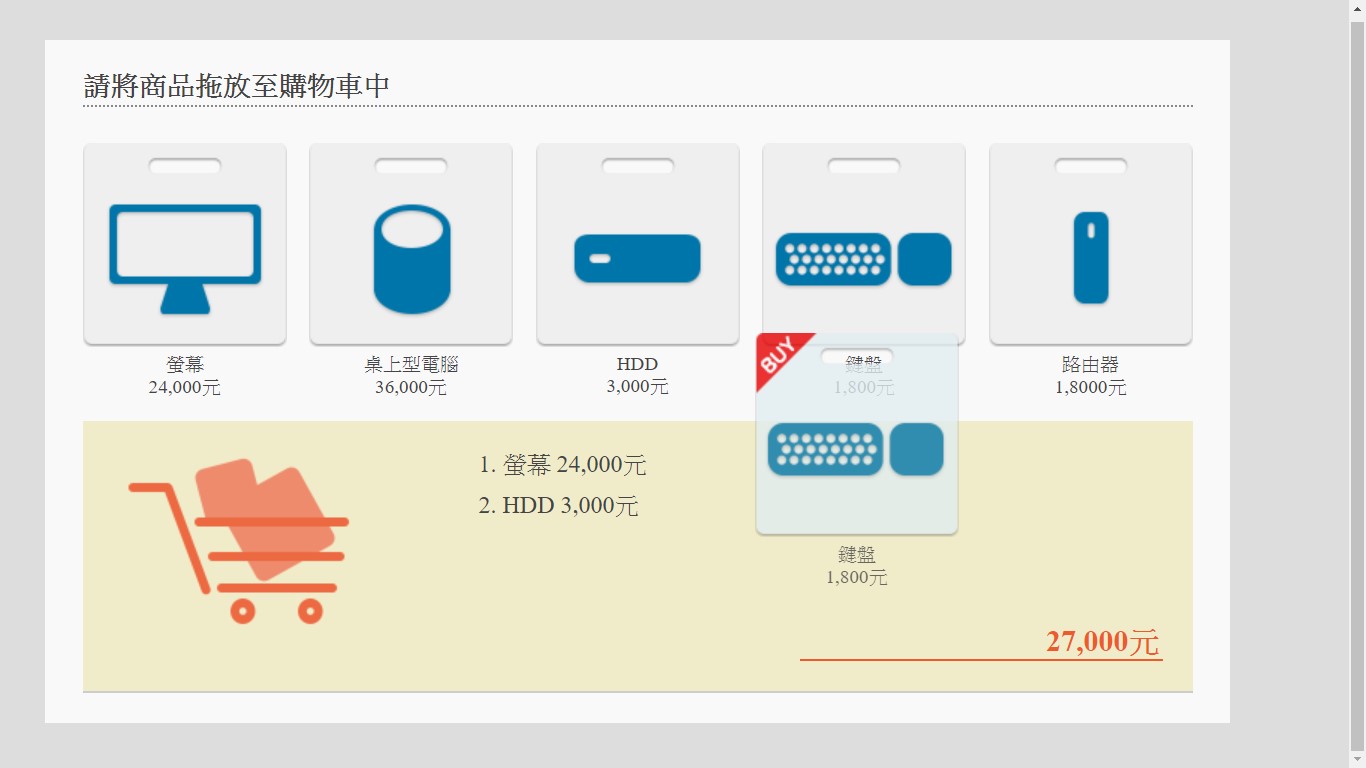 請將商品拖放至購物車中
螢幕
24,000元
桌上型電腦
36,000元
HDD
3,000元
鍵盤
1,800元
路由器
1,8000元
BUY
鍵盤
1,800元
1. 螢幕 24,000元
2. HDD 3,000元
27,000元